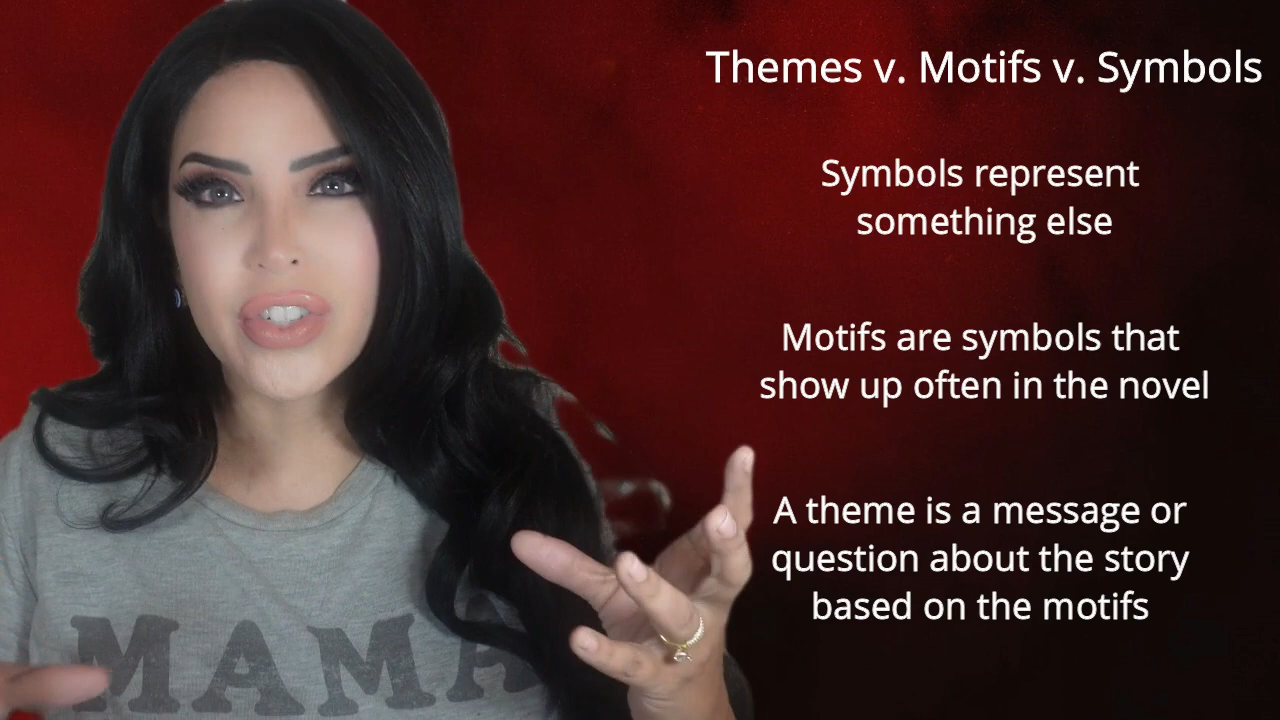 Themes v. Motifs v. Symbols
Symbols represent
something else
Motifs are symbols that
show up often in the novel
A theme is a message or
question about the story
based on the motifs
MAMA